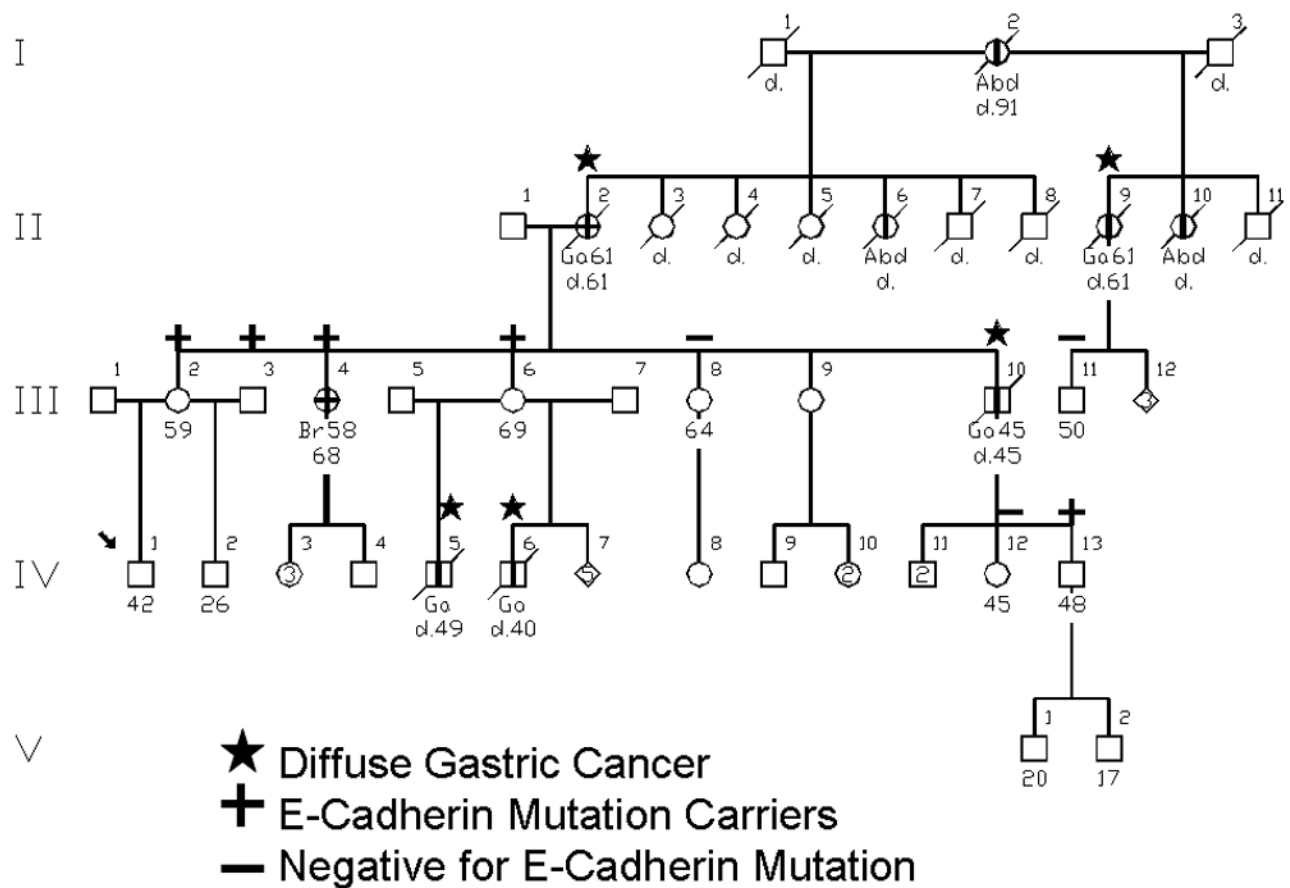 1 2 3
I
d. Abd d.
d.91
1 2 3 4 5 6 7 8 9 10 11
II
Ga61 d. d. d. Abd d. d. Ga61 Abd d.
d.61 d. d.61 d.
1 2 3 4 5 6 7 8 9 10 11 12
III
3
59 Br58 69 64 Ga45 50
68 d.45
1 2 3 4 5 6 7 8 9 10 11 12 13
IV
3 5 2 2
42 26 Ga Ga 45 48
d.49 d.40
1 2
V
20 17
Diffuse Gastric Cancer
E-Cadherin Mutation Carriers
Negative for E-Cadherin Mutation